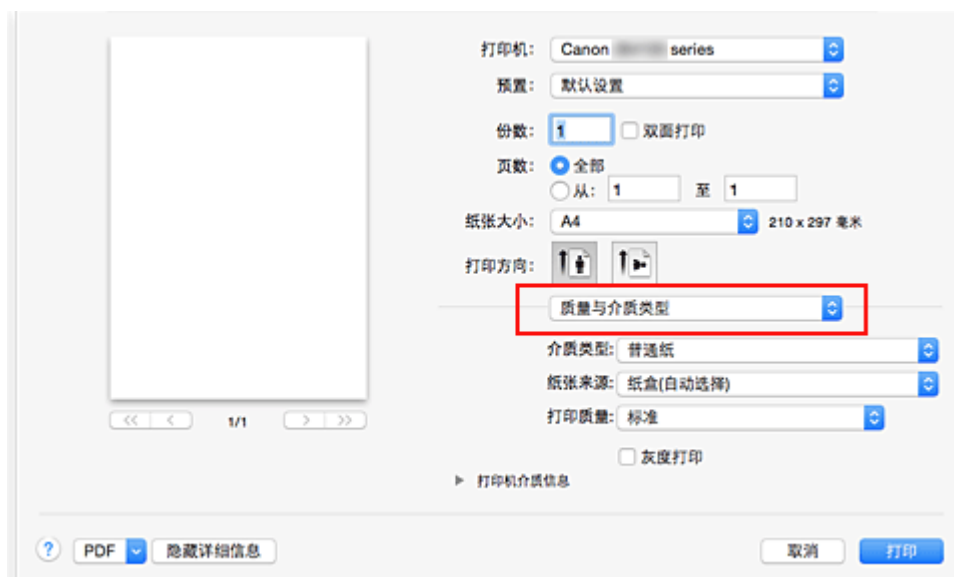 打印机: Canon series
预置: 默认设置
份数: 1 双面打印
页数: 全部
从: 1 至 1
纸张大小: A4 210 x 297 毫米
打印方向:
质量与介质类型
介质类型: 普通纸
纸张来源: 纸盒(自动选择)
打印质量: 标准
灰度打印
打印机介质信息
<< < 1/1 > >>
? PDF 隐藏详细信息 取消 打印